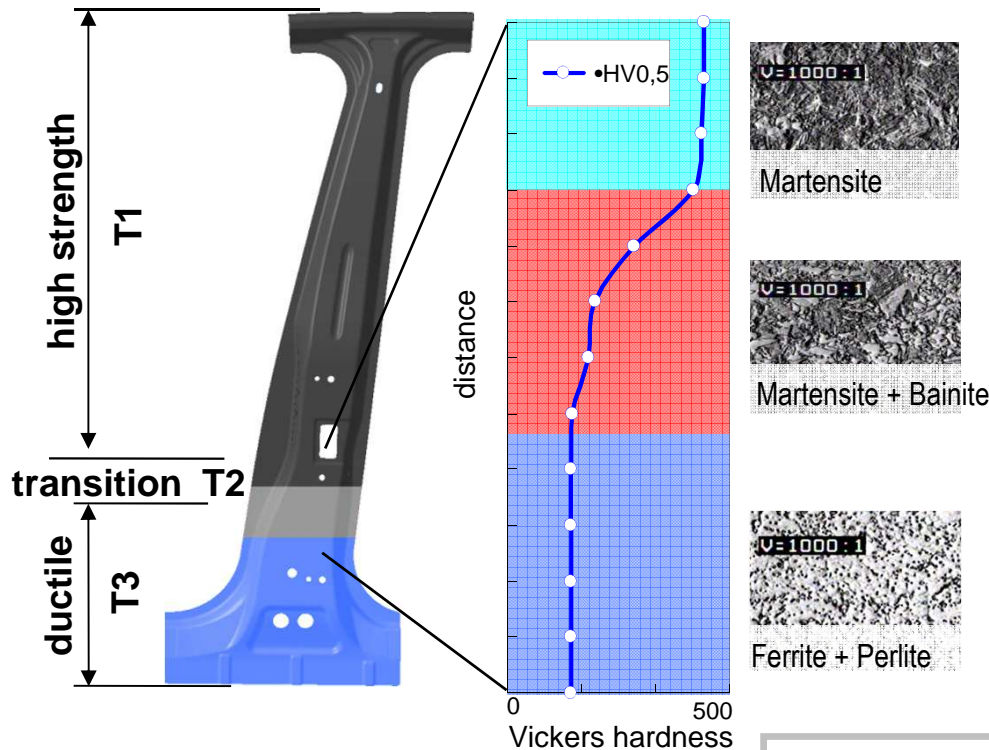 high strength
T1
transition T2
ductile
T3
•HV0,5
distance
0
500
Vickers hardness
V=1000:1
Martensite
V=1000:1
Martensite + Bainite
V=1000:1
Ferrite + Perlite